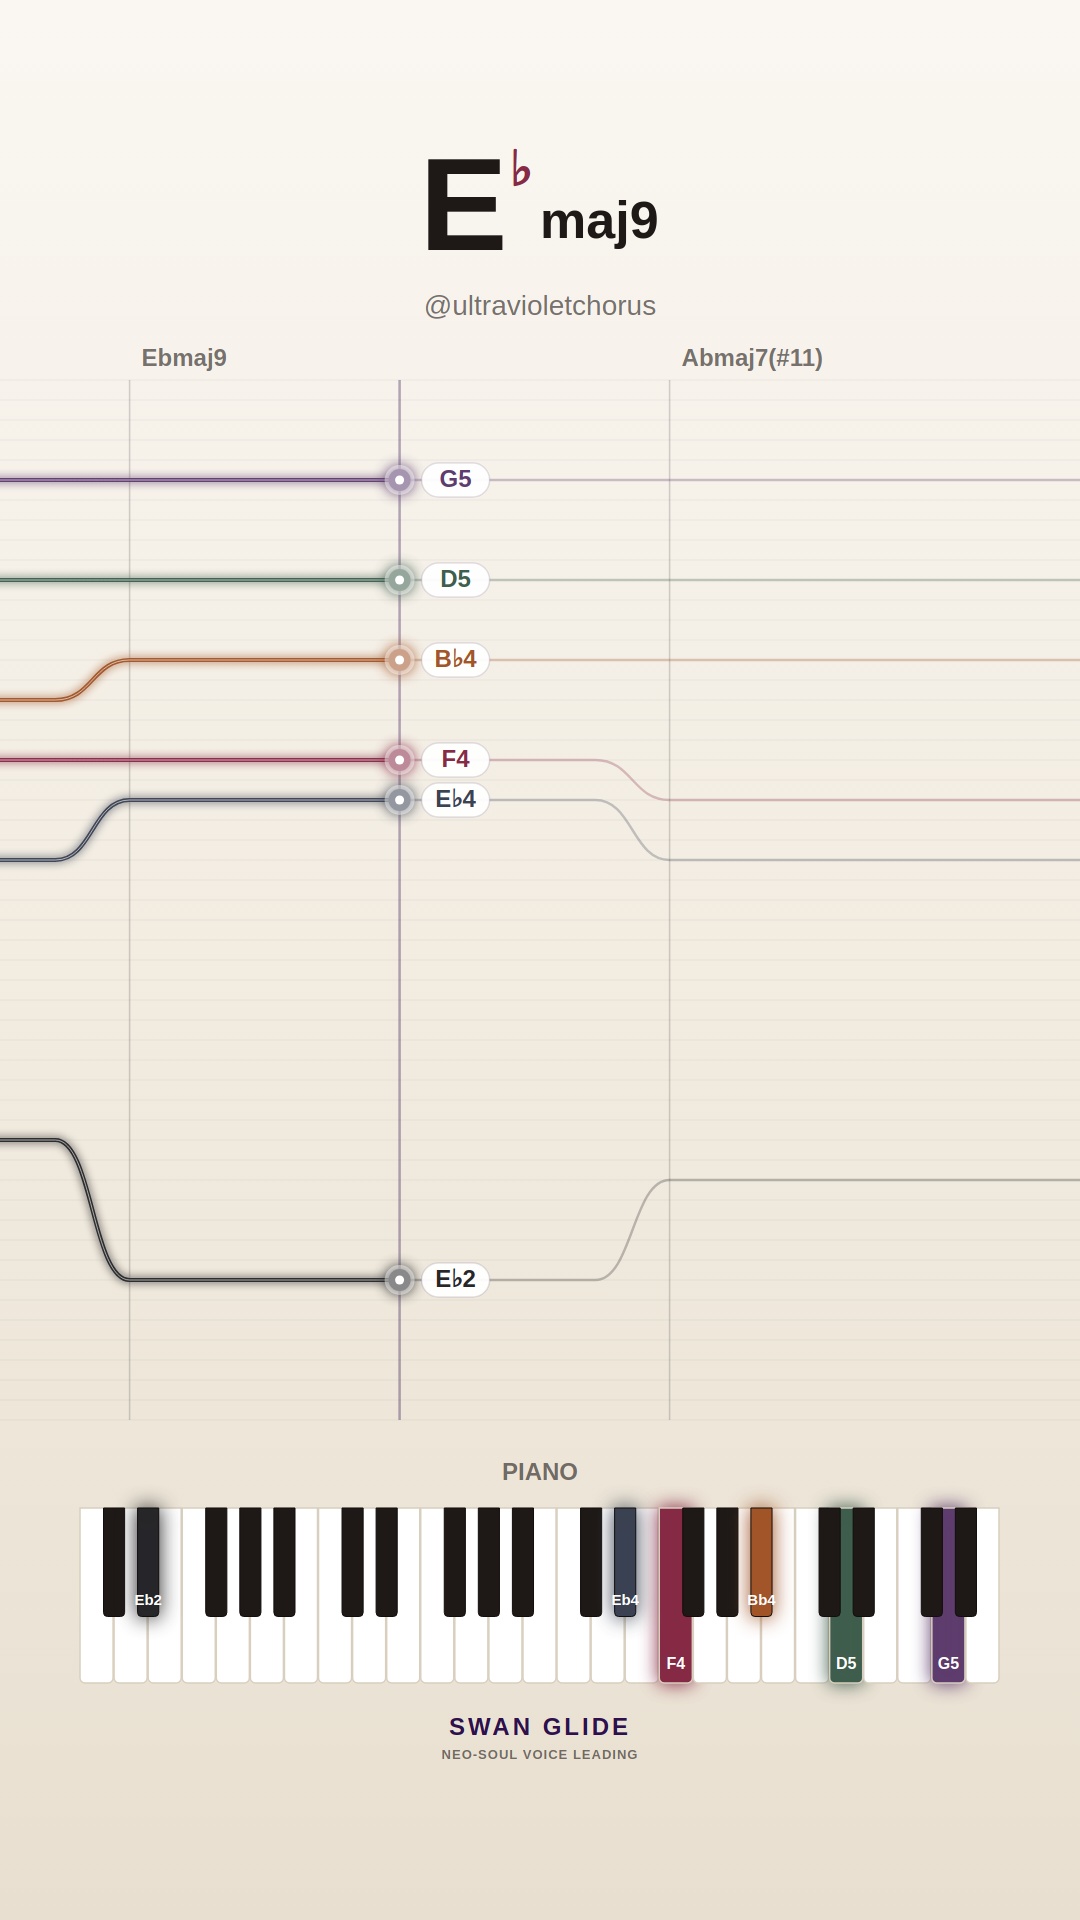 E♭maj9
@ultravioletchorus
Ebmaj9 Abmaj7(#11)
G5
D5
B♭4
F4
E♭4
E♭2
PIANO
Eb2 Eb4 Bb4
F4 D5 G5
SWAN GLIDE
NEO-SOUL VOICE LEADING